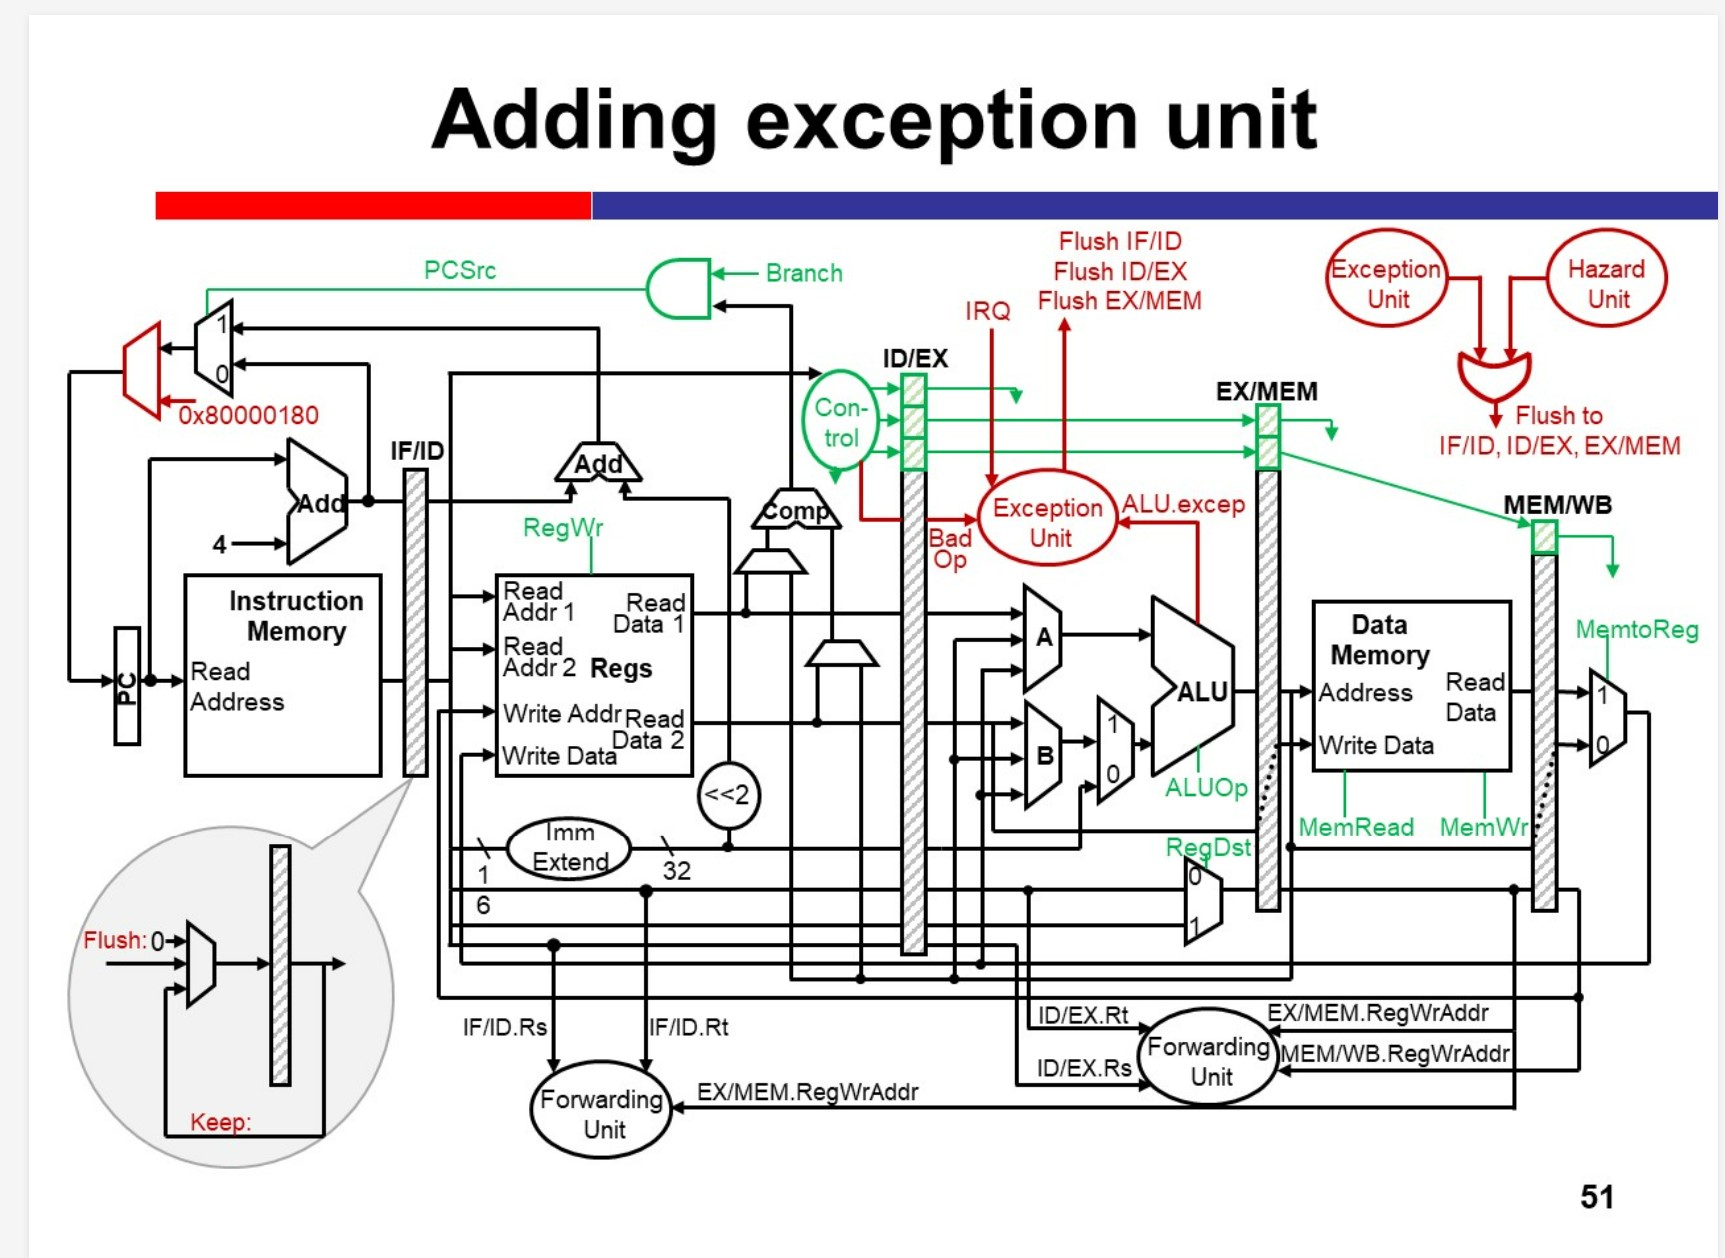 Adding exception unit
PCSrc
Branch
IRQ
Flush IF/ID
Flush ID/EX
Flush EX/MEM
Exception
Unit
Hazard
Unit
1
0
0x80000180
Flush to
IF/ID, ID/EX, EX/MEM
IF/ID
ID/EX
EX/MEM
MEM/WB
Con-
trol
Add
4
Add
Comp
RegWr
Bad
Op
Exception
Unit
ALU.excep
PC
Instruction
Memory
Read
Address
Read
Addr 1
Read
Addr 2
Regs
Write Addr
Write Data
Read
Data 1
Read
Data 2
<<2
Imm
Extend
1
6
32
A
B
1
0
ALU
ALUOp
RegDst
0
1
Data
Memory
Address
Write Data
Read
Data
MemRead
MemWr
MemtoReg
1
0
Flush:
0
Keep:
IF/ID.Rs
IF/ID.Rt
Forwarding
Unit
EX/MEM.RegWrAddr
ID/EX.Rt
ID/EX.Rs
Forwarding
Unit
EX/MEM.RegWrAddr
MEM/WB.RegWrAddr
51